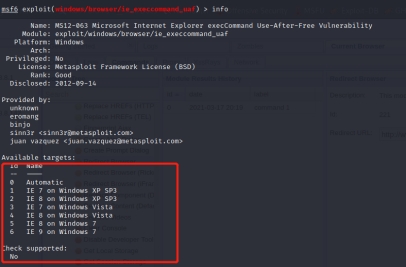 msf6 exploit(windows/browser/ie_execcommand_uaf) > info
Name: MS12-063 Microsoft Internet Explorer execCommand Use-After-Free Vulnerability
Module: exploit/windows/browser/ie_execcommand_uaf
Platform: Windows
Arch:
Privileged: No
License: Metasploit Framework License (BSD)
Rank: Good
Disclosed: 2012-09-14
Provided by:
unknown
eromang
binjo
sinn3r <sinn3r@metasploit.com>
juan vazquez <juan.vazquez@metasploit.com>
Available targets:
Id Name
-- ----
0 Automatic
1 IE 7 on Windows XP SP3
2 IE 8 on Windows XP SP3
3 IE 7 on Windows Vista
4 IE 8 on Windows Vista
5 IE 8 on Windows 7
6 IE 9 on Windows 7
Check supported:
No